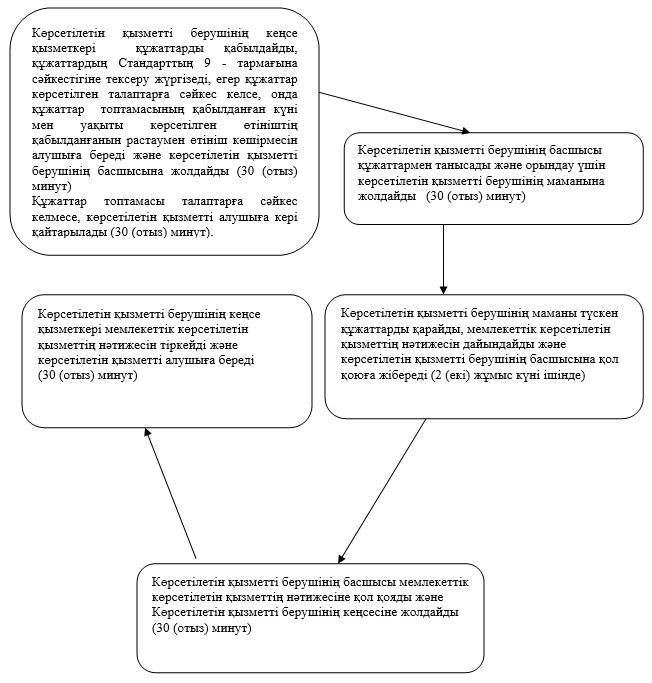 Көрсетілетін қызметті берушінің кеңсе
қызметкері құжаттарды қабылдайды,
құжаттардың Стандарттың 9 - тармағына
сәйкестігіне тексеру жүргізеді, егер құжаттар
көрсетілген талаптарға сәйкес келсе, онда
құжаттар топтамасының қабылданған күні
мен уақыты көрсетілген өтініштің
қабылданғанын растаумен өтініш көшірмесін
алушыға береді және көрсетілетін қызметті
берушінің басшысына жолдайды (30 (отыз)
минут)
Құжаттар топтамасы талаптарға сәйкес
келмесе, көрсетілетін қызметті алушыға кері
қайтарылады (30 (отыз) минут).
Көрсетілетін қызметті берушінің басшысы
құжаттармен танысады және орындау үшін
көрсетілетін қызметті берушінің маманына
жолдайды (30 (отыз) минут)
Көрсетілетін қызметті берушінің маманы түскен
құжаттарды қарайды, мемлекеттік көрсетілетін
қызметтің нәтижесін дайындайды және
көрсетілетін қызметті берушінің басшысына қол
қоюға жібереді (2 (екі) жұмыс күні ішінде)
Көрсетілетін қызметті берушінің басшысы мемлекеттік
көрсетілетін қызметтің нәтижесіне қол қояды және
Көрсетілетін қызметті берушінің кеңсесіне жолдайды
(30 (отыз) минут)
Көрсетілетін қызметті берушінің кеңсе
қызметкері мемлекеттік көрсетілетін
қызметтің нәтижесін тіркейді және
көрсетілетін қызметті алушыға береді
(30 (отыз) минут)